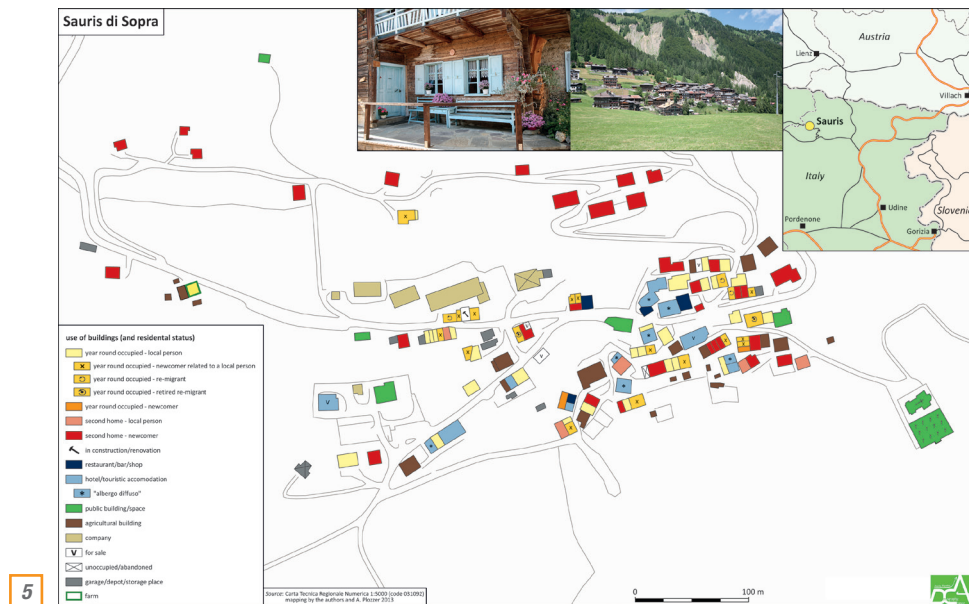 Sauris di Sopra
Austria
Lienz
Villach
Sauris
Italy
Udine
Slovenia
Pordenone
Gorizia
use of buildings (and residental status)
year round occupied - local person
x year round occupied - newcomer related to a local person
year round occupied - re-migrant
year round occupied - retired re-migrant
year round occupied - newcomer
second home - local person
second home - newcomer
in construction/renovation
restaurant/bar/shop
hotel/touristic accomodation
* "albergo diffuso"
public building/space
agricultural building
company
V for sale
unoccupied/abandoned
garage/depot/storage place
farm
Source: Carta Tecnica Regionale Numerica 1:5000 (code 031092)
mapping by the authors and A. Plozzer 2013
0 100 m
5